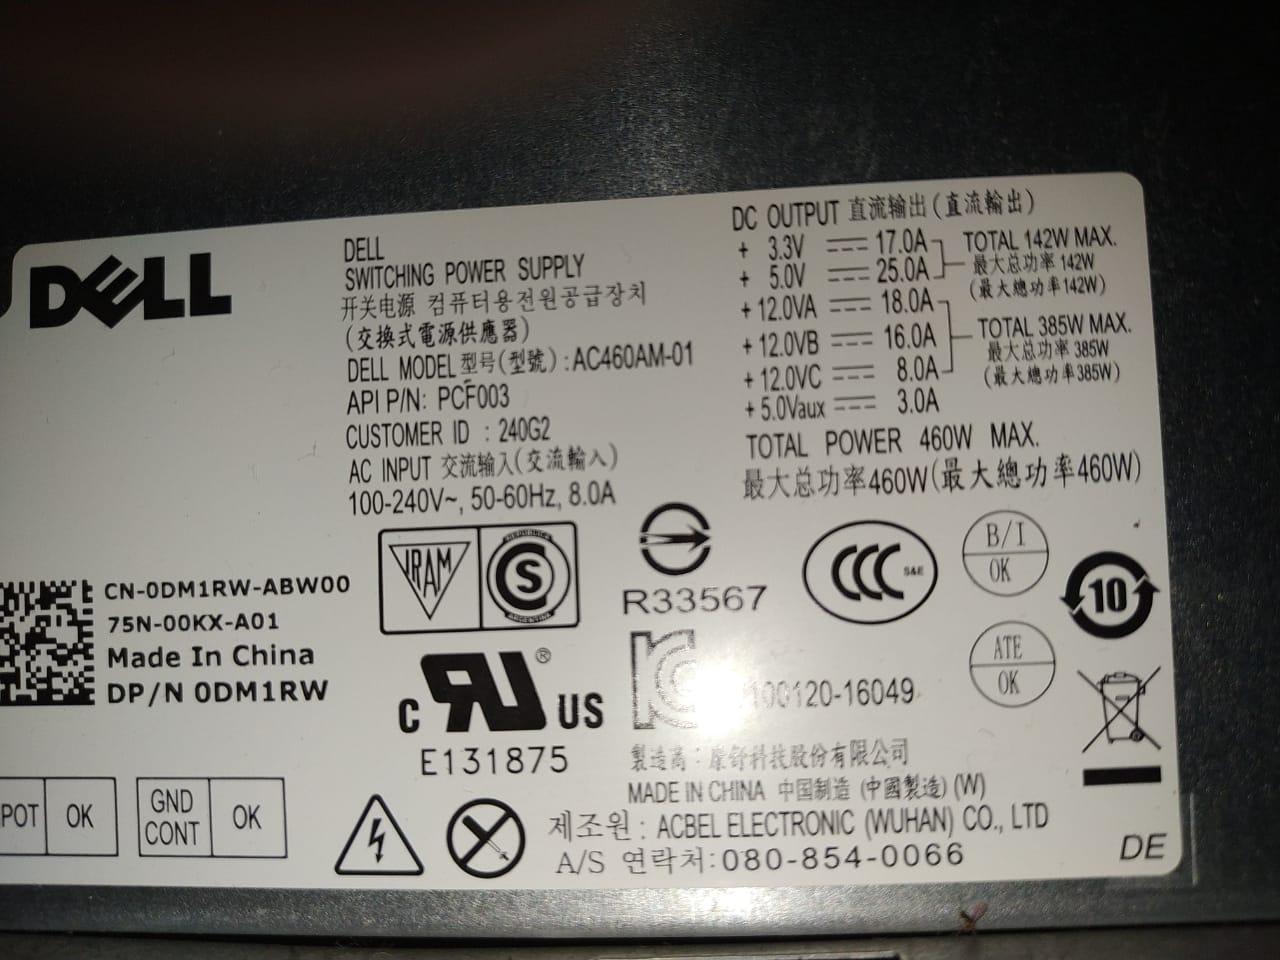 DELL
DELL
SWITCHING POWER SUPPLY
开关电源 컴퓨터용전원공급장치
(交換式電源供應器)
DELL MODEL 型号(型號) : AC460AM-01
API P/N: PCF003
CUSTOMER ID : 240G2
AC INPUT 交流输入(交流輸入)
100-240V~, 50-60Hz, 8.0A
DC OUTPUT 直流输出(直流輸出)
+ 3.3V 17.0A
+ 5.0V 25.0A
TOTAL 142W MAX.
最大总功率 142W
(最大總功率142W)
+ 12.0VA 18.0A
+ 12.0VB 16.0A
+ 12.0VC 8.0A
TOTAL 385W MAX.
最大总功率 385W
(最大總功率385W)
+ 5.0Vaux 3.0A
TOTAL POWER 460W MAX.
最大总功率460W(最大總功率460W)
CN-0DM1RW-ABW00
75N-00KX-A01
Made In China
DP/N 0DM1RW
IRAM
S
ARGENTINA
R33567
CCC S&E
B/I
OK
10
ATE
OK
C RU ® US
E131875
100120-16049
製造商: 康舒科技股份有限公司
MADE IN CHINA 中国制造 (中國製造) (W)
제조원 : ACBEL ELECTRONIC (WUHAN) CO., LTD
A/S 연락처:080-854-0066
POT OK
GND CONT OK
DE